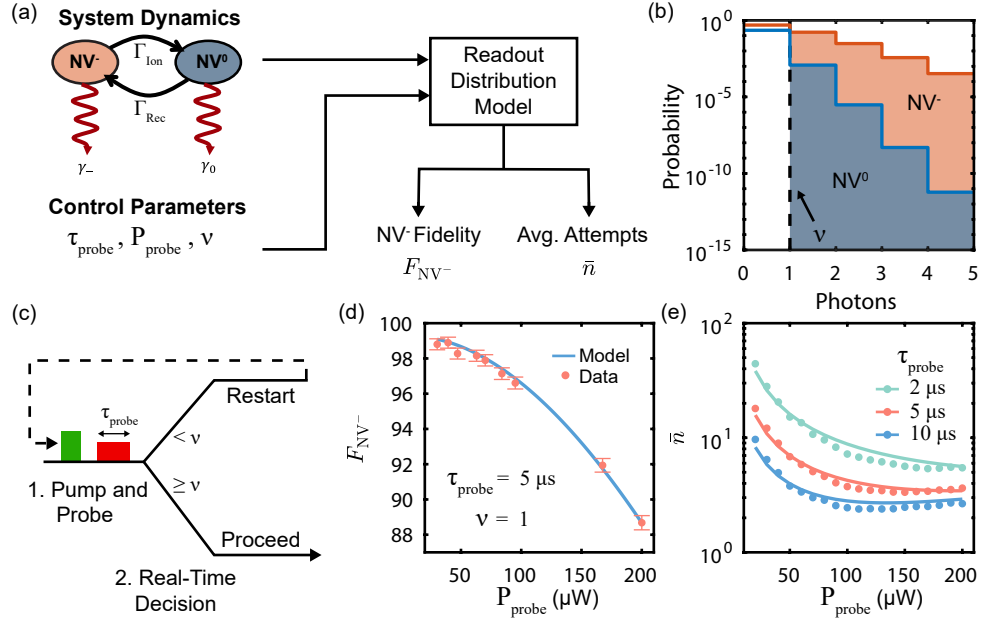 (a)
System Dynamics
NV⁻
NV⁰
Γ_Ion
Γ_Rec
γ₋
γ₀
Control Parameters
τ_probe , P_probe , ν
Readout
Distribution
Model
NV⁻ Fidelity
F_NV⁻
Avg. Attempts
n̄
(b)
Probability
10⁰
10⁻⁵
10⁻¹⁰
10⁻¹⁵
NV⁻
NV⁰
ν
0 1 2 3 4 5
Photons
(c)
τ_probe
Restart
< ν
≥ ν
1. Pump and
Probe
Proceed
2. Real-Time
Decision
(d)
F_NV⁻
100
98
96
94
92
90
88
Model
Data
τ_probe = 5 μs
ν = 1
50 100 150 200
P_probe (μW)
(e)
n̄
10²
10¹
10⁰
τ_probe
2 μs
5 μs
10 μs
50 100 150 200
P_probe (μW)